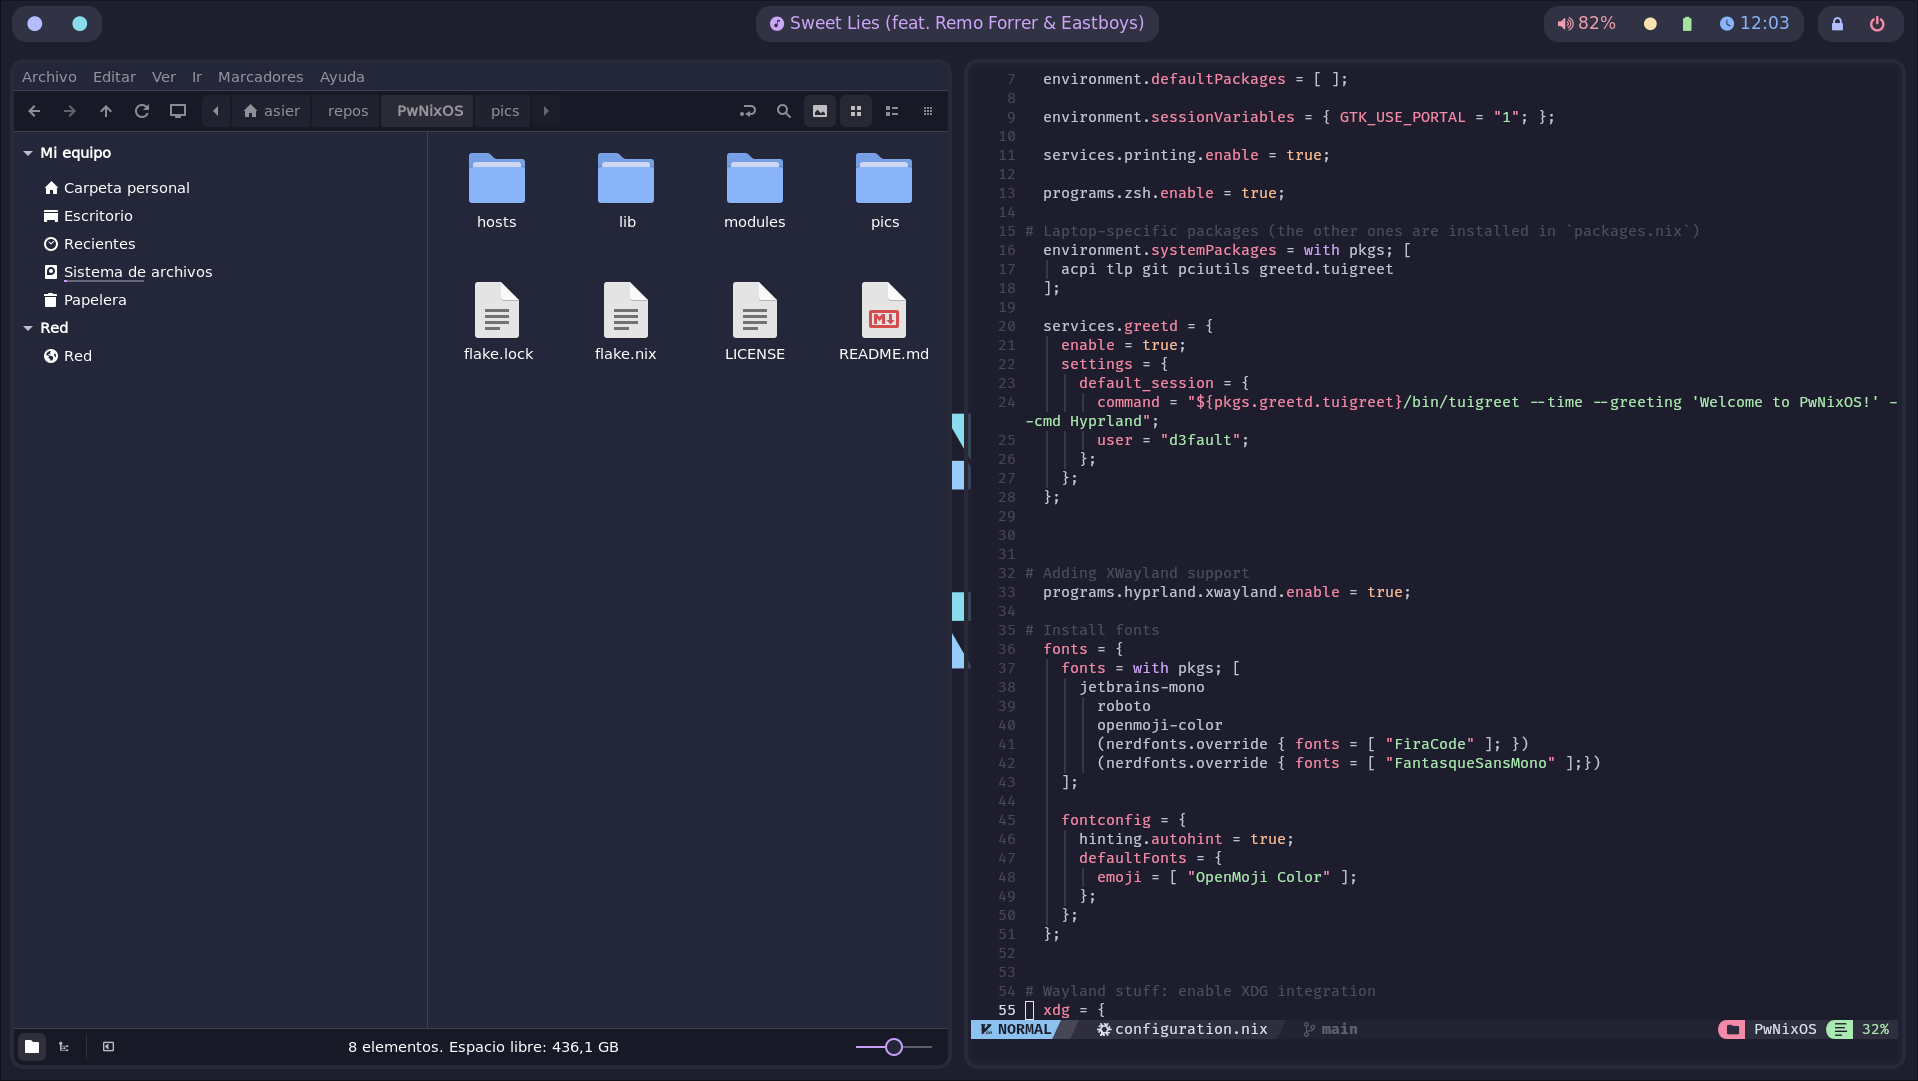 Sweet Lies (feat. Remo Forrer & Eastboys)
82%
12:03
Archivo Editar Ver Ir Marcadores Ayuda
asier repos PwNixOS pics
Mi equipo
Carpeta personal
Escritorio
Recientes
Sistema de archivos
Papelera
Red
Red
hosts lib modules pics
flake.lock flake.nix LICENSE README.md
8 elementos. Espacio libre: 436,1 GB
7 environment.defaultPackages = [ ];
8
9 environment.sessionVariables = { GTK_USE_PORTAL = "1"; };
10
11 services.printing.enable = true;
12
13 programs.zsh.enable = true;
14
15 # Laptop-specific packages (the other ones are installed in `packages.nix`)
16 environment.systemPackages = with pkgs; [
17 acpi tlp git pciutils greetd.tuigreet
18 ];
19
20 services.greetd = {
21 enable = true;
22 settings = {
23 default_session = {
24 command = "${pkgs.greetd.tuigreet}/bin/tuigreet --time --greeting 'Welcome to PwNixOS!' -
-cmd Hyprland";
25 user = "d3fault";
26 };
27 };
28 };
29
30
31
32 # Adding XWayland support
33 programs.hyprland.xwayland.enable = true;
34
35 # Install fonts
36 fonts = {
37 fonts = with pkgs; [
38 jetbrains-mono
39 roboto
40 openmoji-color
41 (nerdfonts.override { fonts = [ "FiraCode" ]; })
42 (nerdfonts.override { fonts = [ "FantasqueSansMono" ];})
43 ];
44
45 fontconfig = {
46 hinting.autohint = true;
47 defaultFonts = {
48 emoji = [ "OpenMoji Color" ];
49 };
50 };
51 };
52
53
54 # Wayland stuff: enable XDG integration
55 xdg = {
NORMAL configuration.nix main PwNixOS 32%